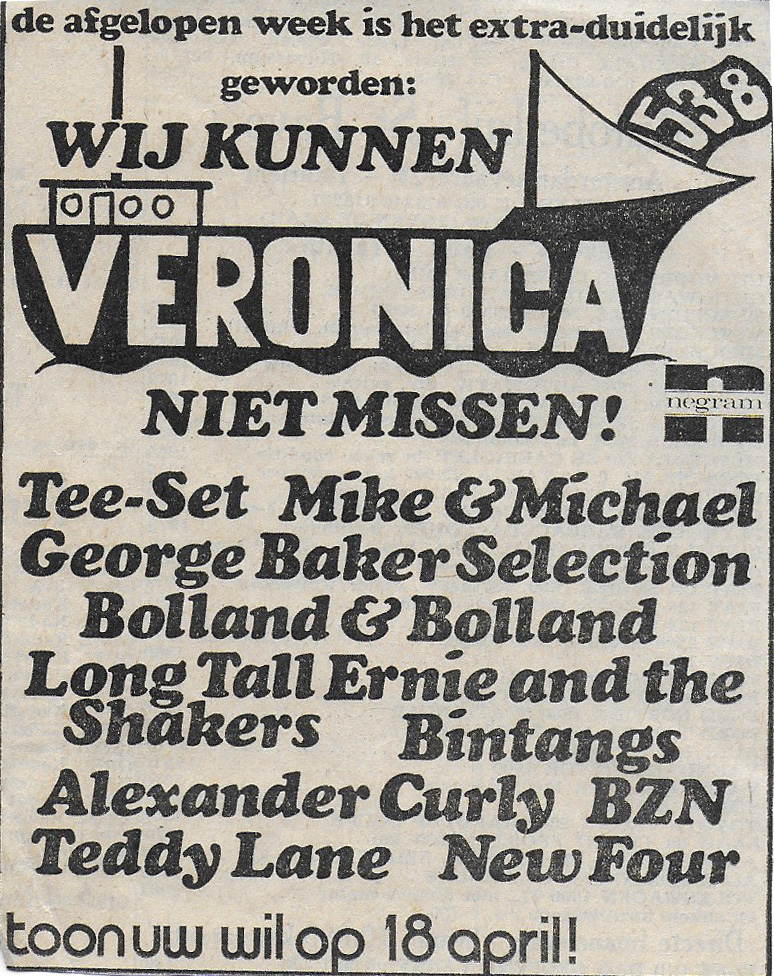 de afgelopen week is het extra-duidelijk
geworden:
538
WIJ KUNNEN
VERONICA
NIET MISSEN!
n
negram
Tee-Set Mike & Michael
George Baker Selection
Bolland & Bolland
Long Tall Ernie and the
Shakers Bintangs
Alexander Curly BZN
Teddy Lane New Four
toon uw wil op 18 april!